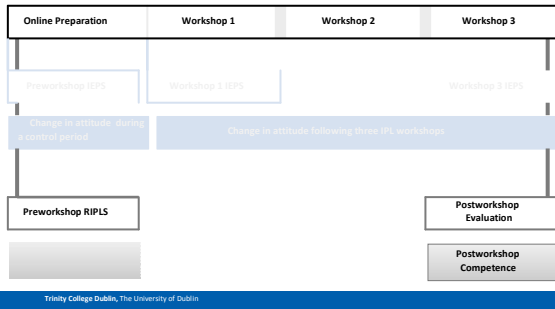 Online Preparation Workshop 1 Workshop 2 Workshop 3
Preworkshop IEPS Workshop 1 IEPS Workshop 3 IEPS
Change in attitude during
a control period
Change in attitude following three IPL workshops
Preworkshop RIPLS
Postworkshop
Evaluation
Postworkshop
Competence
Trinity College Dublin, The University of Dublin